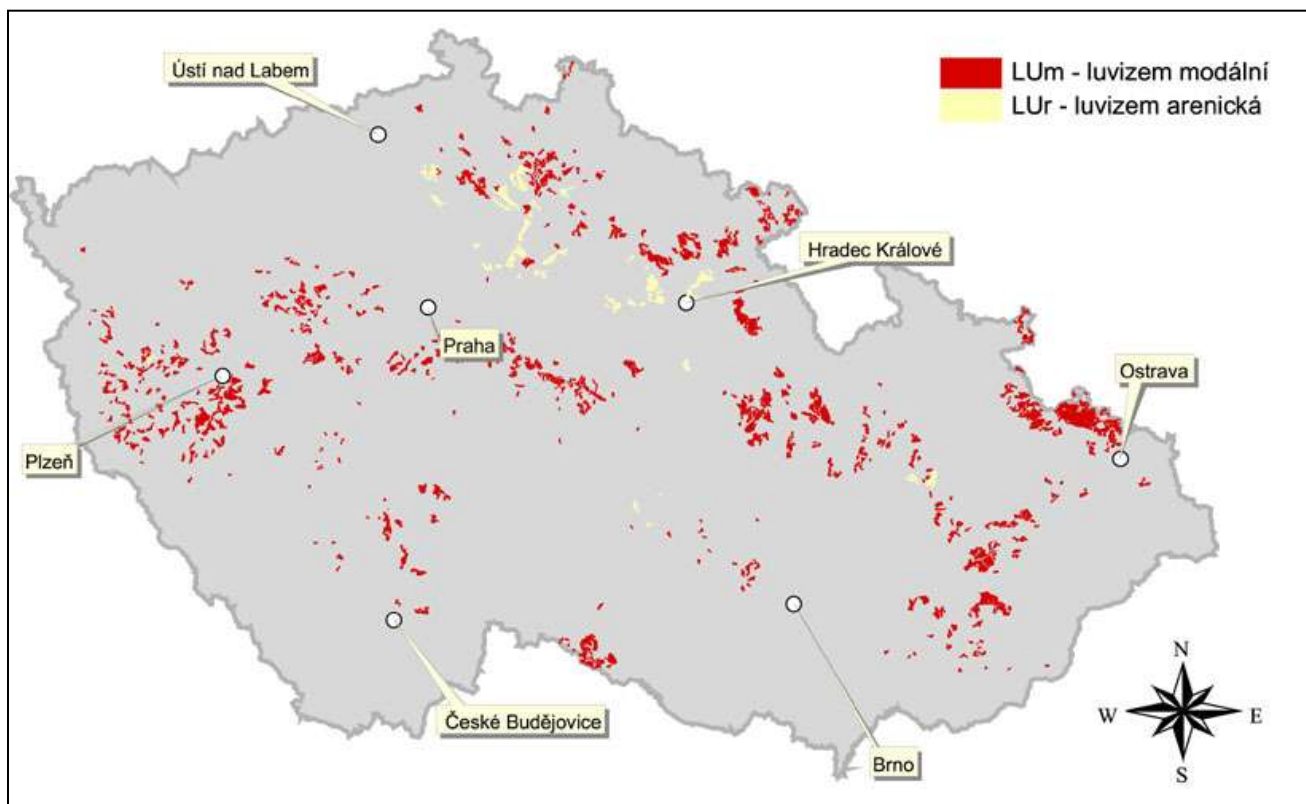 Ústí nad Labem
LUm - luvizem modální
LUr - luvizem arenická
Hradec Králové
Praha
Ostrava
Plzeň
České Budějovice
Brno
N
W E
S